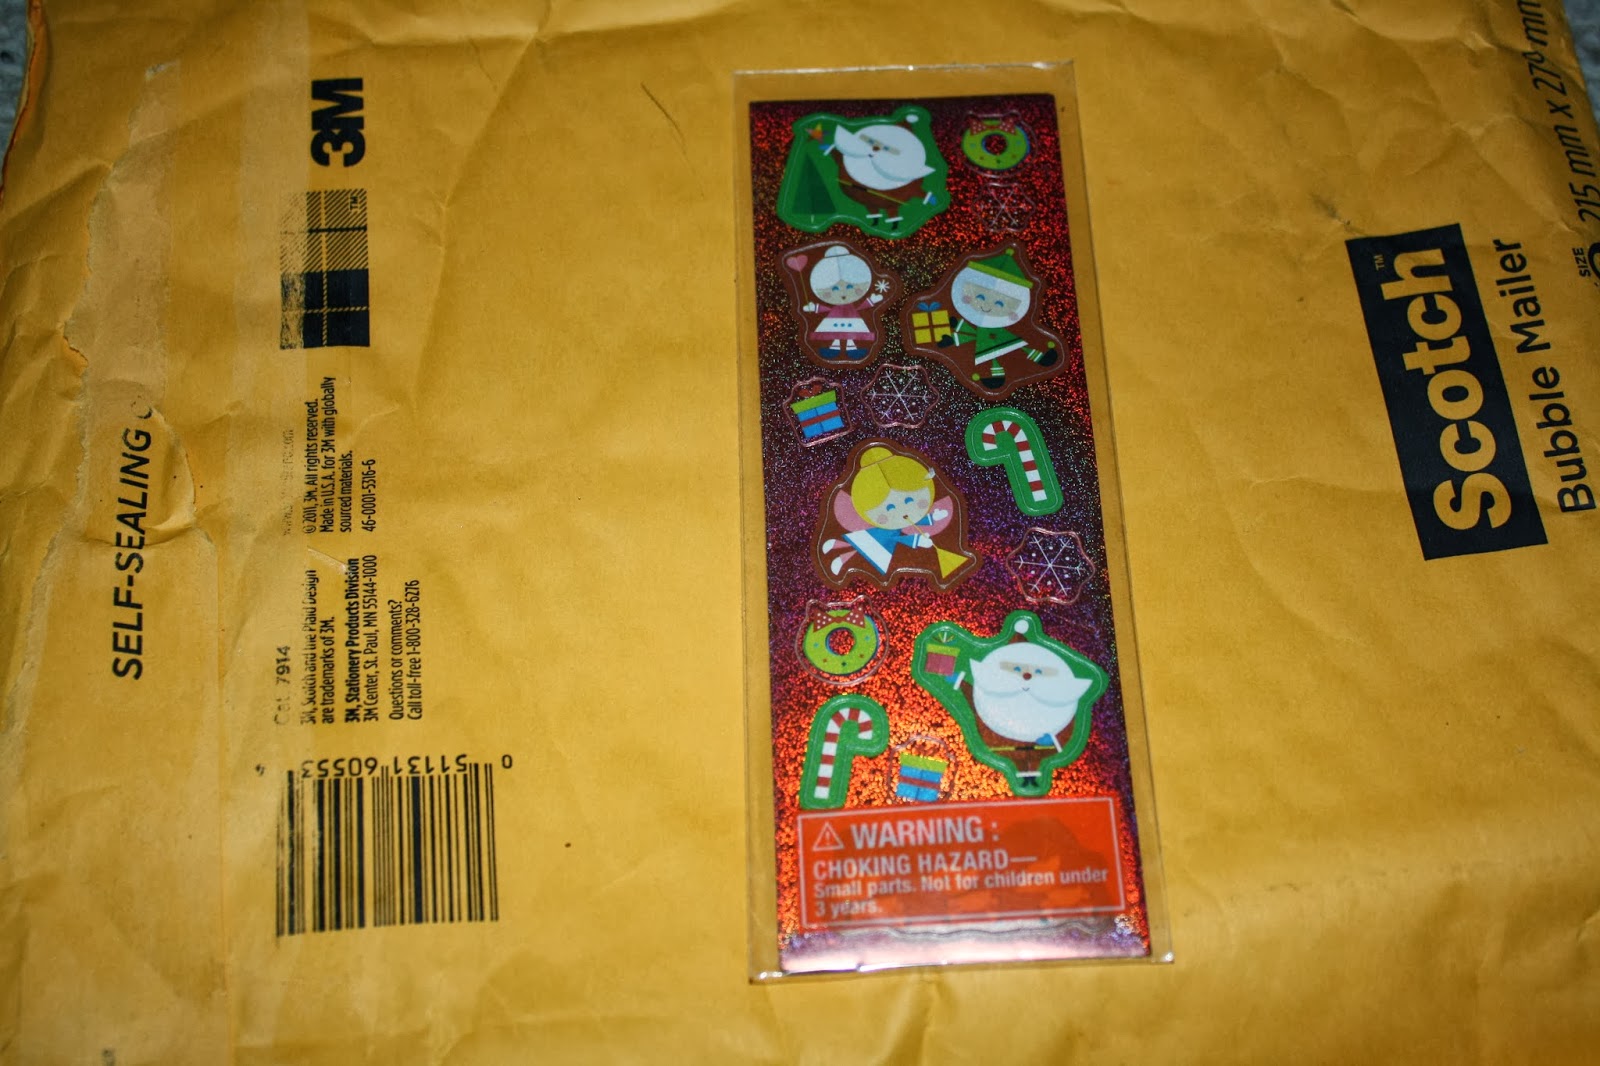 SELF-SEALING
3M
TM
Cat. 7914
3M, Scotch and the Plaid Design
are trademarks of 3M.
3M, Stationery Products Division
3M Center, St. Paul, MN 55144-1000
Questions or comments?
Call toll-free 1-800-328-6276
© 2011, 3M. All rights reserved.
Made in U.S.A. for 3M with globally
sourced materials.
46-0001-5316-6
0 51131 60553
WARNING :
CHOKING HAZARD—
Small parts. Not for children under
3 years.
Scotch
TM
Bubble Mailer
SIZE
215 mm x 279 mm